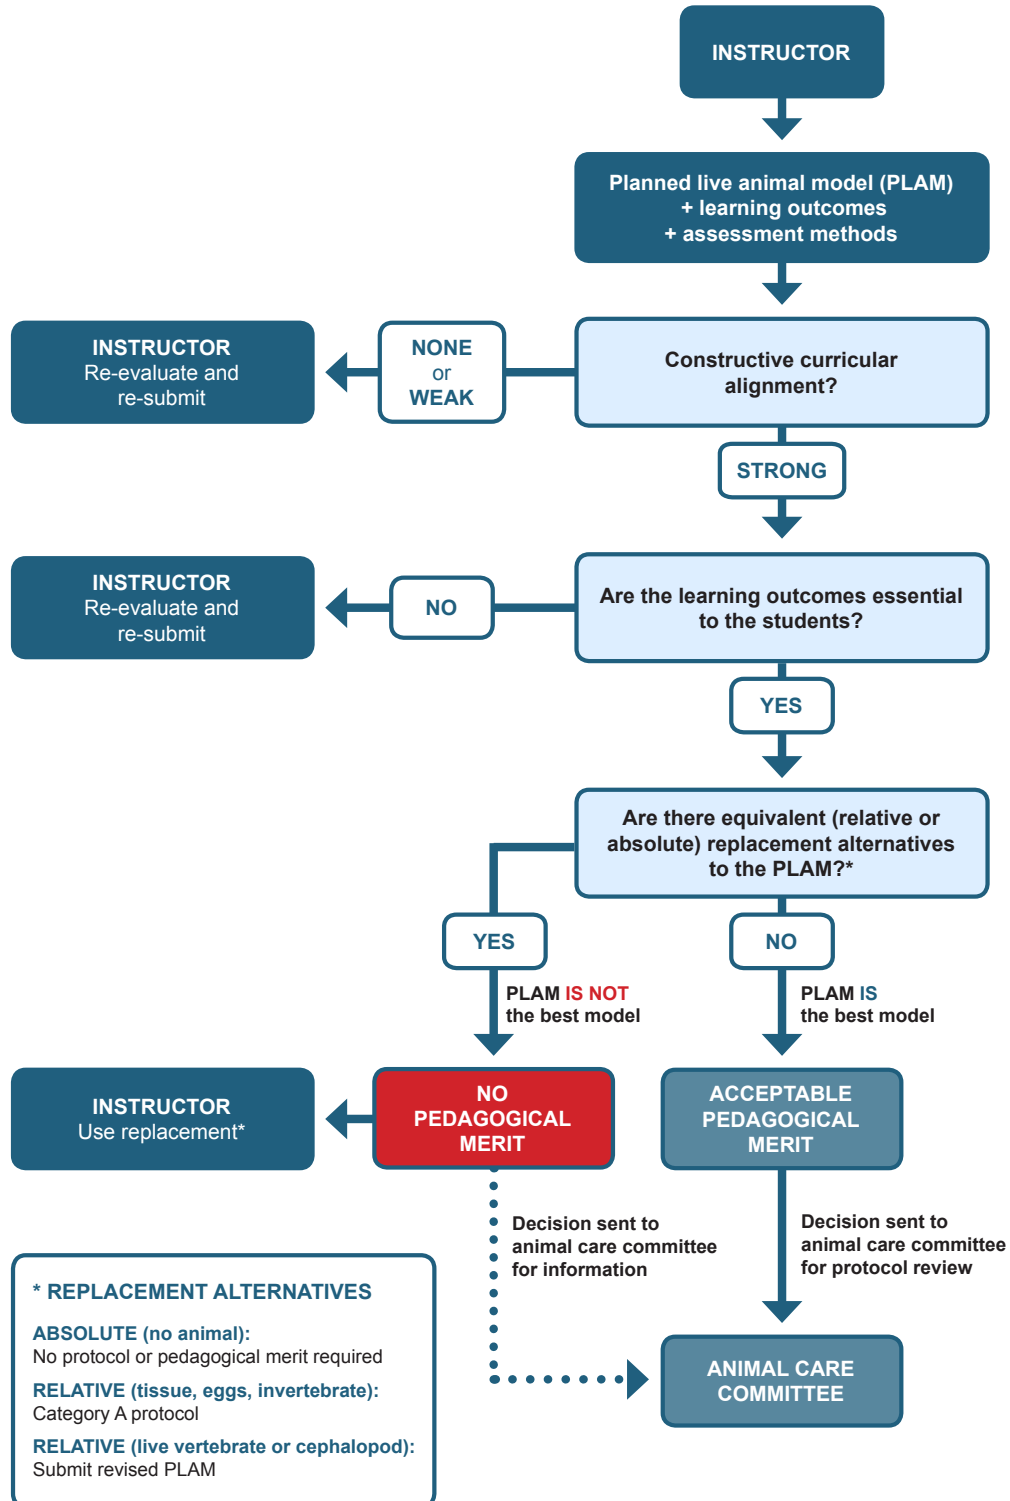 INSTRUCTOR
Planned live animal model (PLAM)
+ learning outcomes
+ assessment methods
Constructive curricular
alignment?
NONE
or
WEAK
INSTRUCTOR
Re-evaluate and
re-submit
STRONG
Are the learning outcomes essential
to the students?
NO
INSTRUCTOR
Re-evaluate and
re-submit
YES
Are there equivalent (relative or
absolute) replacement alternatives
to the PLAM?*
YES
NO
PLAM IS NOT
the best model
PLAM IS
the best model
INSTRUCTOR
Use replacement*
NO
PEDAGOGICAL
MERIT
ACCEPTABLE
PEDAGOGICAL
MERIT
Decision sent to
animal care committee
for information
Decision sent to
animal care committee
for protocol review
ANIMAL CARE
COMMITTEE
* REPLACEMENT ALTERNATIVES
ABSOLUTE (no animal):
No protocol or pedagogical merit required
RELATIVE (tissue, eggs, invertebrate):
Category A protocol
RELATIVE (live vertebrate or cephalopod):
Submit revised PLAM